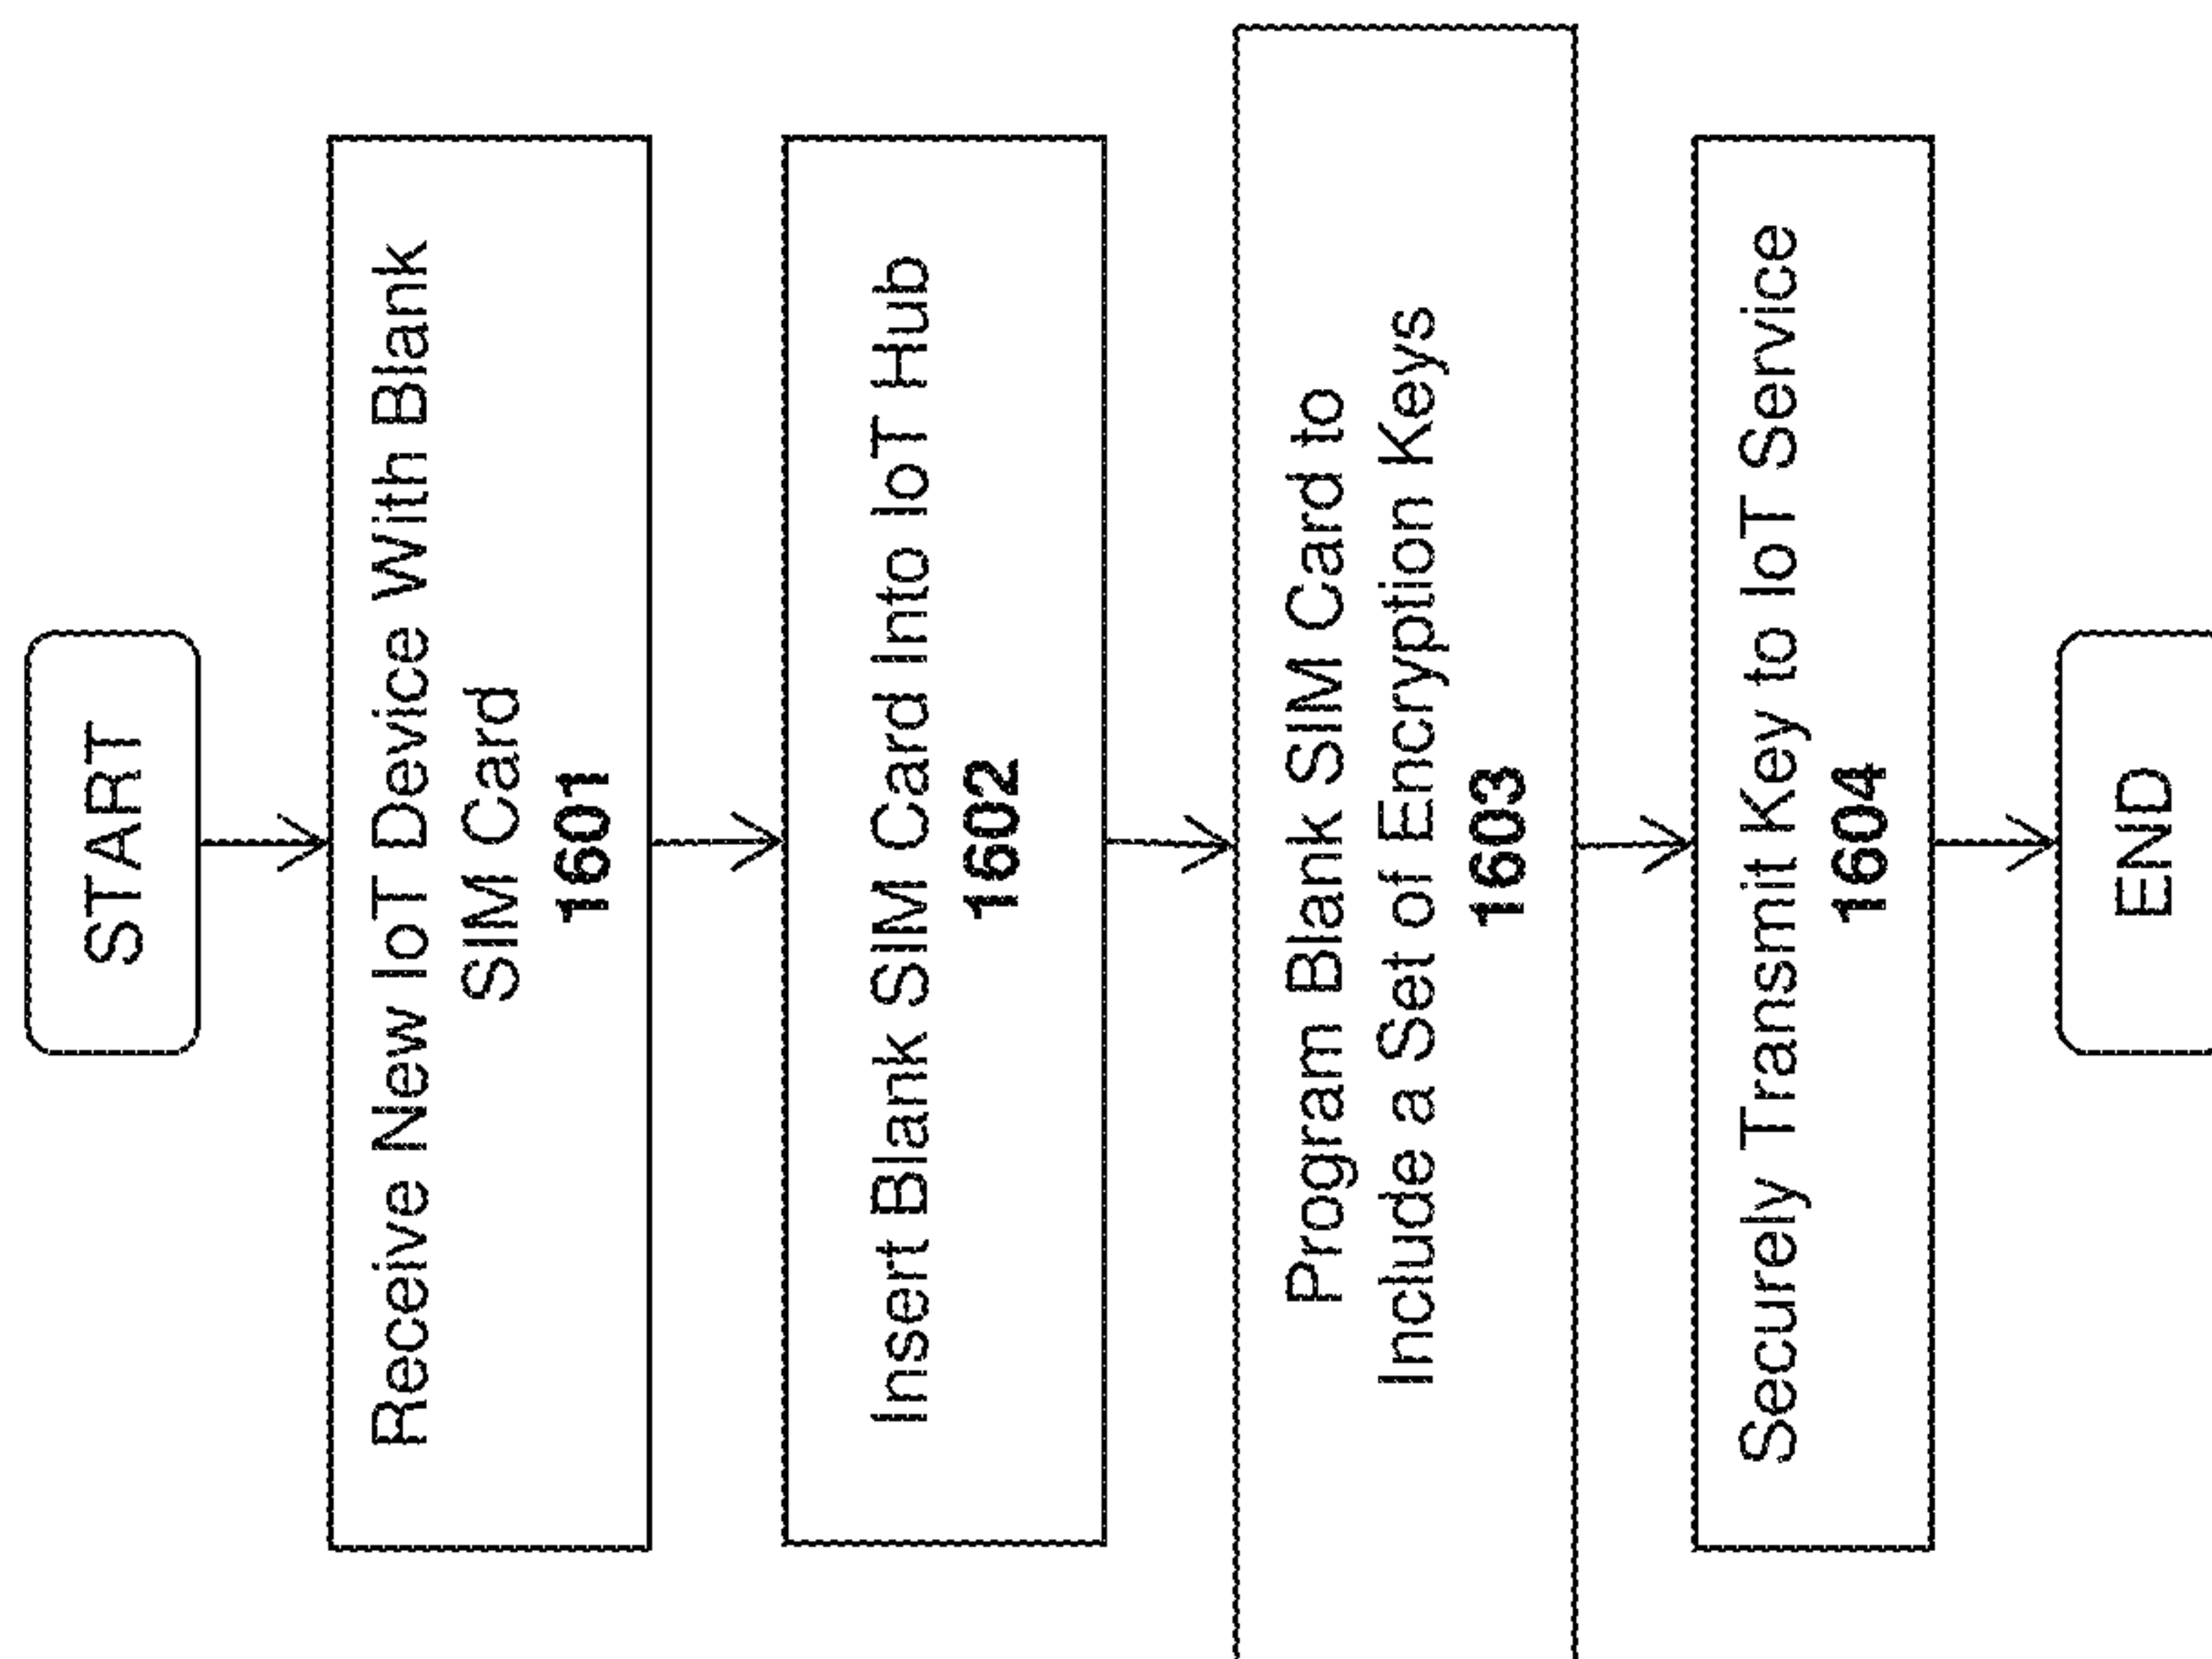 START
Receive New IoT Device With Blank
SIM Card
1601
Insert Blank SIM Card Into IoT Hub
1602
Program Blank SIM Card to
Include a Set of Encryption Keys
1603
Securely Transmit Key to IoT Service
1604
END